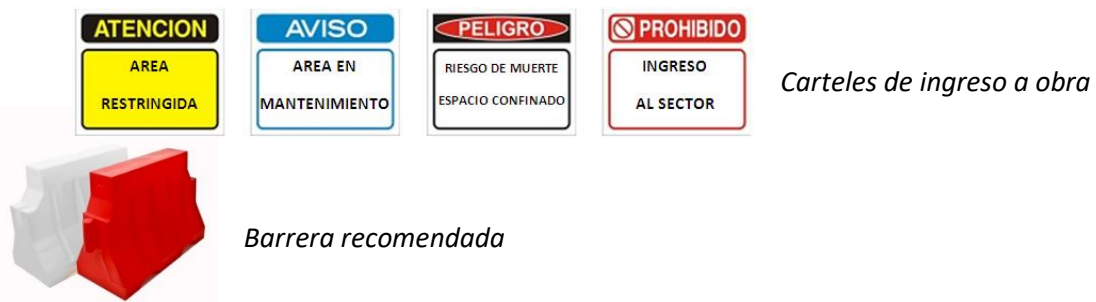 ATENCION
AREA
RESTRINGIDA
AVISO
AREA EN
MANTENIMIENTO
PELIGRO
RIESGO DE MUERTE
ESPACIO CONFINADO
PROHIBIDO
INGRESO
AL SECTOR
Carteles de ingreso a obra
Barrera recomendada